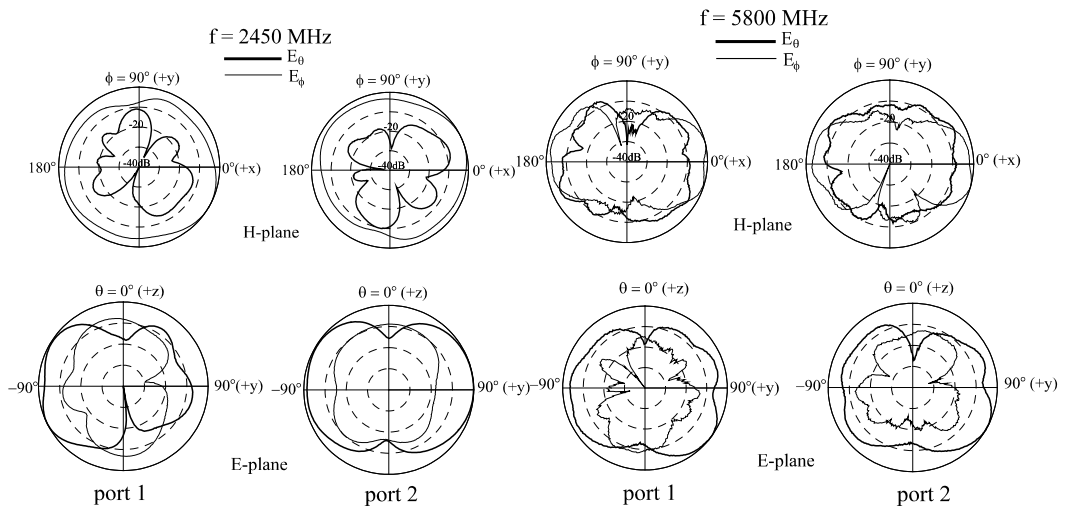 f = 2450 MHz
Eθ
Eϕ
f = 5800 MHz
Eθ
Eϕ
ϕ = 90° (+y)
-20
-40dB
180°
0°(+x)
ϕ = 90° (+y)
-20
-40dB
180°
0° (+x)
H-plane
ϕ = 90° (+y)
-20
-40dB
180°
0°(+x)
ϕ = 90° (+y)
-20
-40dB
180°
0° (+x)
H-plane
θ = 0° (+z)
–90°
90°(+y)
θ = 0° (+z)
–90°
90° (+y)
E-plane
θ = 0° (+z)
–90°
90°(+y)
θ = 0° (+z)
–90°
90° (+y)
E-plane
port 1
port 2
port 1
port 2